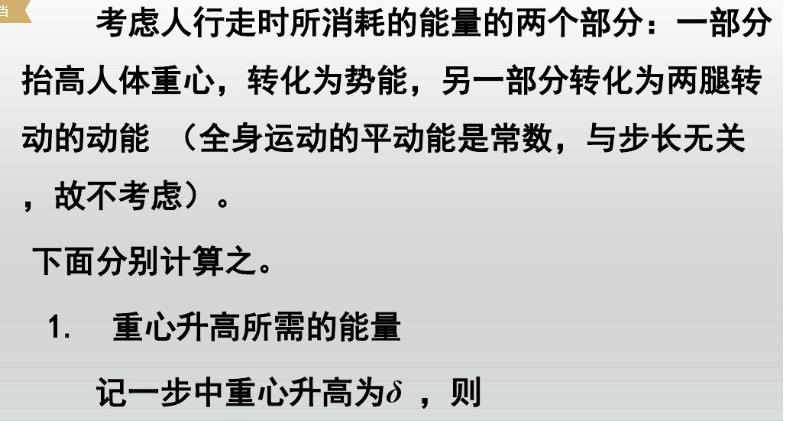 当
考虑人行走时所消耗的能量的两个部分：一部分
抬高人体重心，转化为势能，另一部分转化为两腿转
动的动能 （全身运动的平动能是常数，与步长无关
，故不考虑）。
下面分别计算之。
1. 重心升高所需的能量
记一步中重心升高为δ ，则